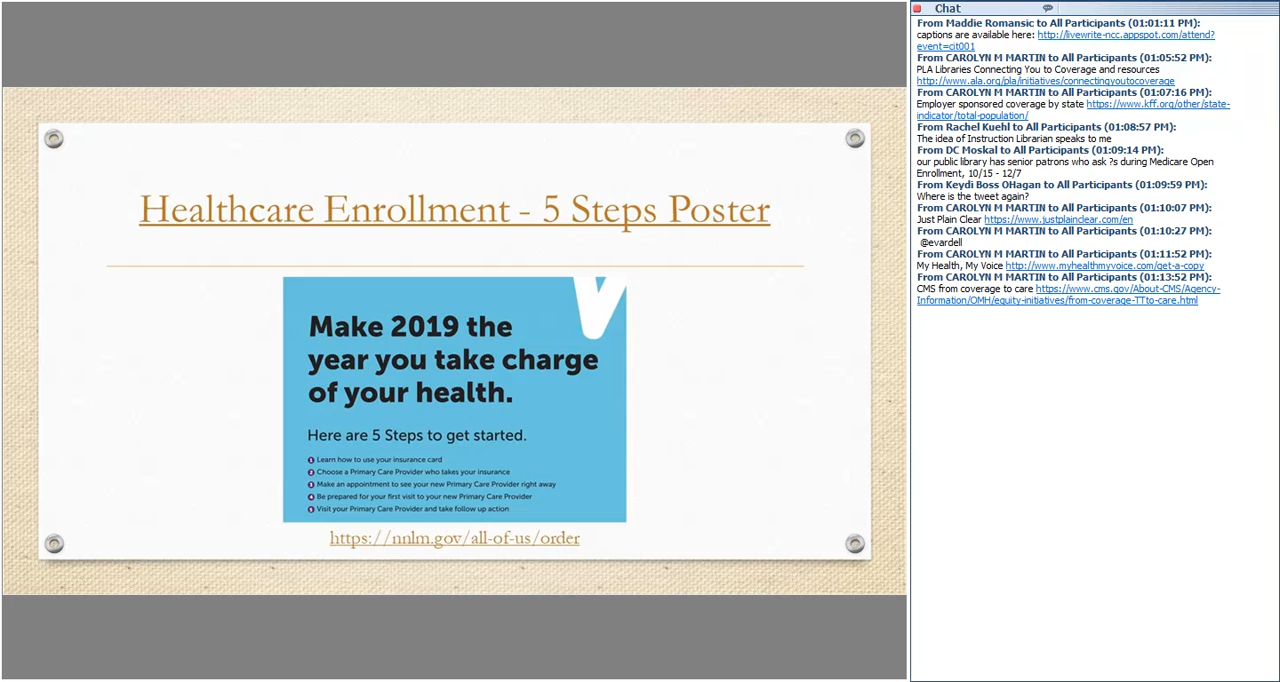 Healthcare Enrollment - 5 Steps Poster
Make 2019 the
year you take charge
of your health.
Here are 5 Steps to get started.
1 Learn how to use your insurance card
2 Choose a Primary Care Provider who takes your insurance
3 Make an appointment to see your new Primary Care Provider right away
4 Be prepared for your first visit to your new Primary Care Provider
5 Visit your Primary Care Provider and take follow up action
https://nnlm.gov/all-of-us/order
Chat
From Maddie Romansic to All Participants (01:01:11 PM):
captions are available here: http://livewrite-ncc.appspot.com/attend?
event=cit001
From CAROLYN M MARTIN to All Participants (01:05:52 PM):
PLA Libraries Connecting You to Coverage and resources
http://www.ala.org/pla/initiatives/connectingyoutocoverage
From CAROLYN M MARTIN to All Participants (01:07:16 PM):
Employer sponsored coverage by state https://www.kff.org/other/state-
indicator/total-population/
From Rachel Kuehl to All Participants (01:08:57 PM):
The idea of Instruction Librarian speaks to me
From DC Moskal to All Participants (01:09:14 PM):
our public library has senior patrons who ask ?s during Medicare Open
Enrollment, 10/15 - 12/7
From Keydi Boss OHagan to All Participants (01:09:59 PM):
Where is the tweet again?
From CAROLYN M MARTIN to All Participants (01:10:07 PM):
Just Plain Clear https://www.justplainclear.com/en
From CAROLYN M MARTIN to All Participants (01:10:27 PM):
@evardell
From CAROLYN M MARTIN to All Participants (01:11:52 PM):
My Health, My Voice http://www.myhealthmyvoice.com/get-a-copy
From CAROLYN M MARTIN to All Participants (01:13:52 PM):
CMS from coverage to care https://www.cms.gov/About-CMS/Agency-
Information/OMH/equity-initiatives/from-coverage-TTto-care.html